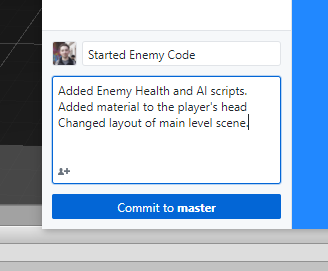 Started Enemy Code
Added Enemy Health and AI scripts.
Added material to the player's head
Changed layout of main level scene.
Commit to master